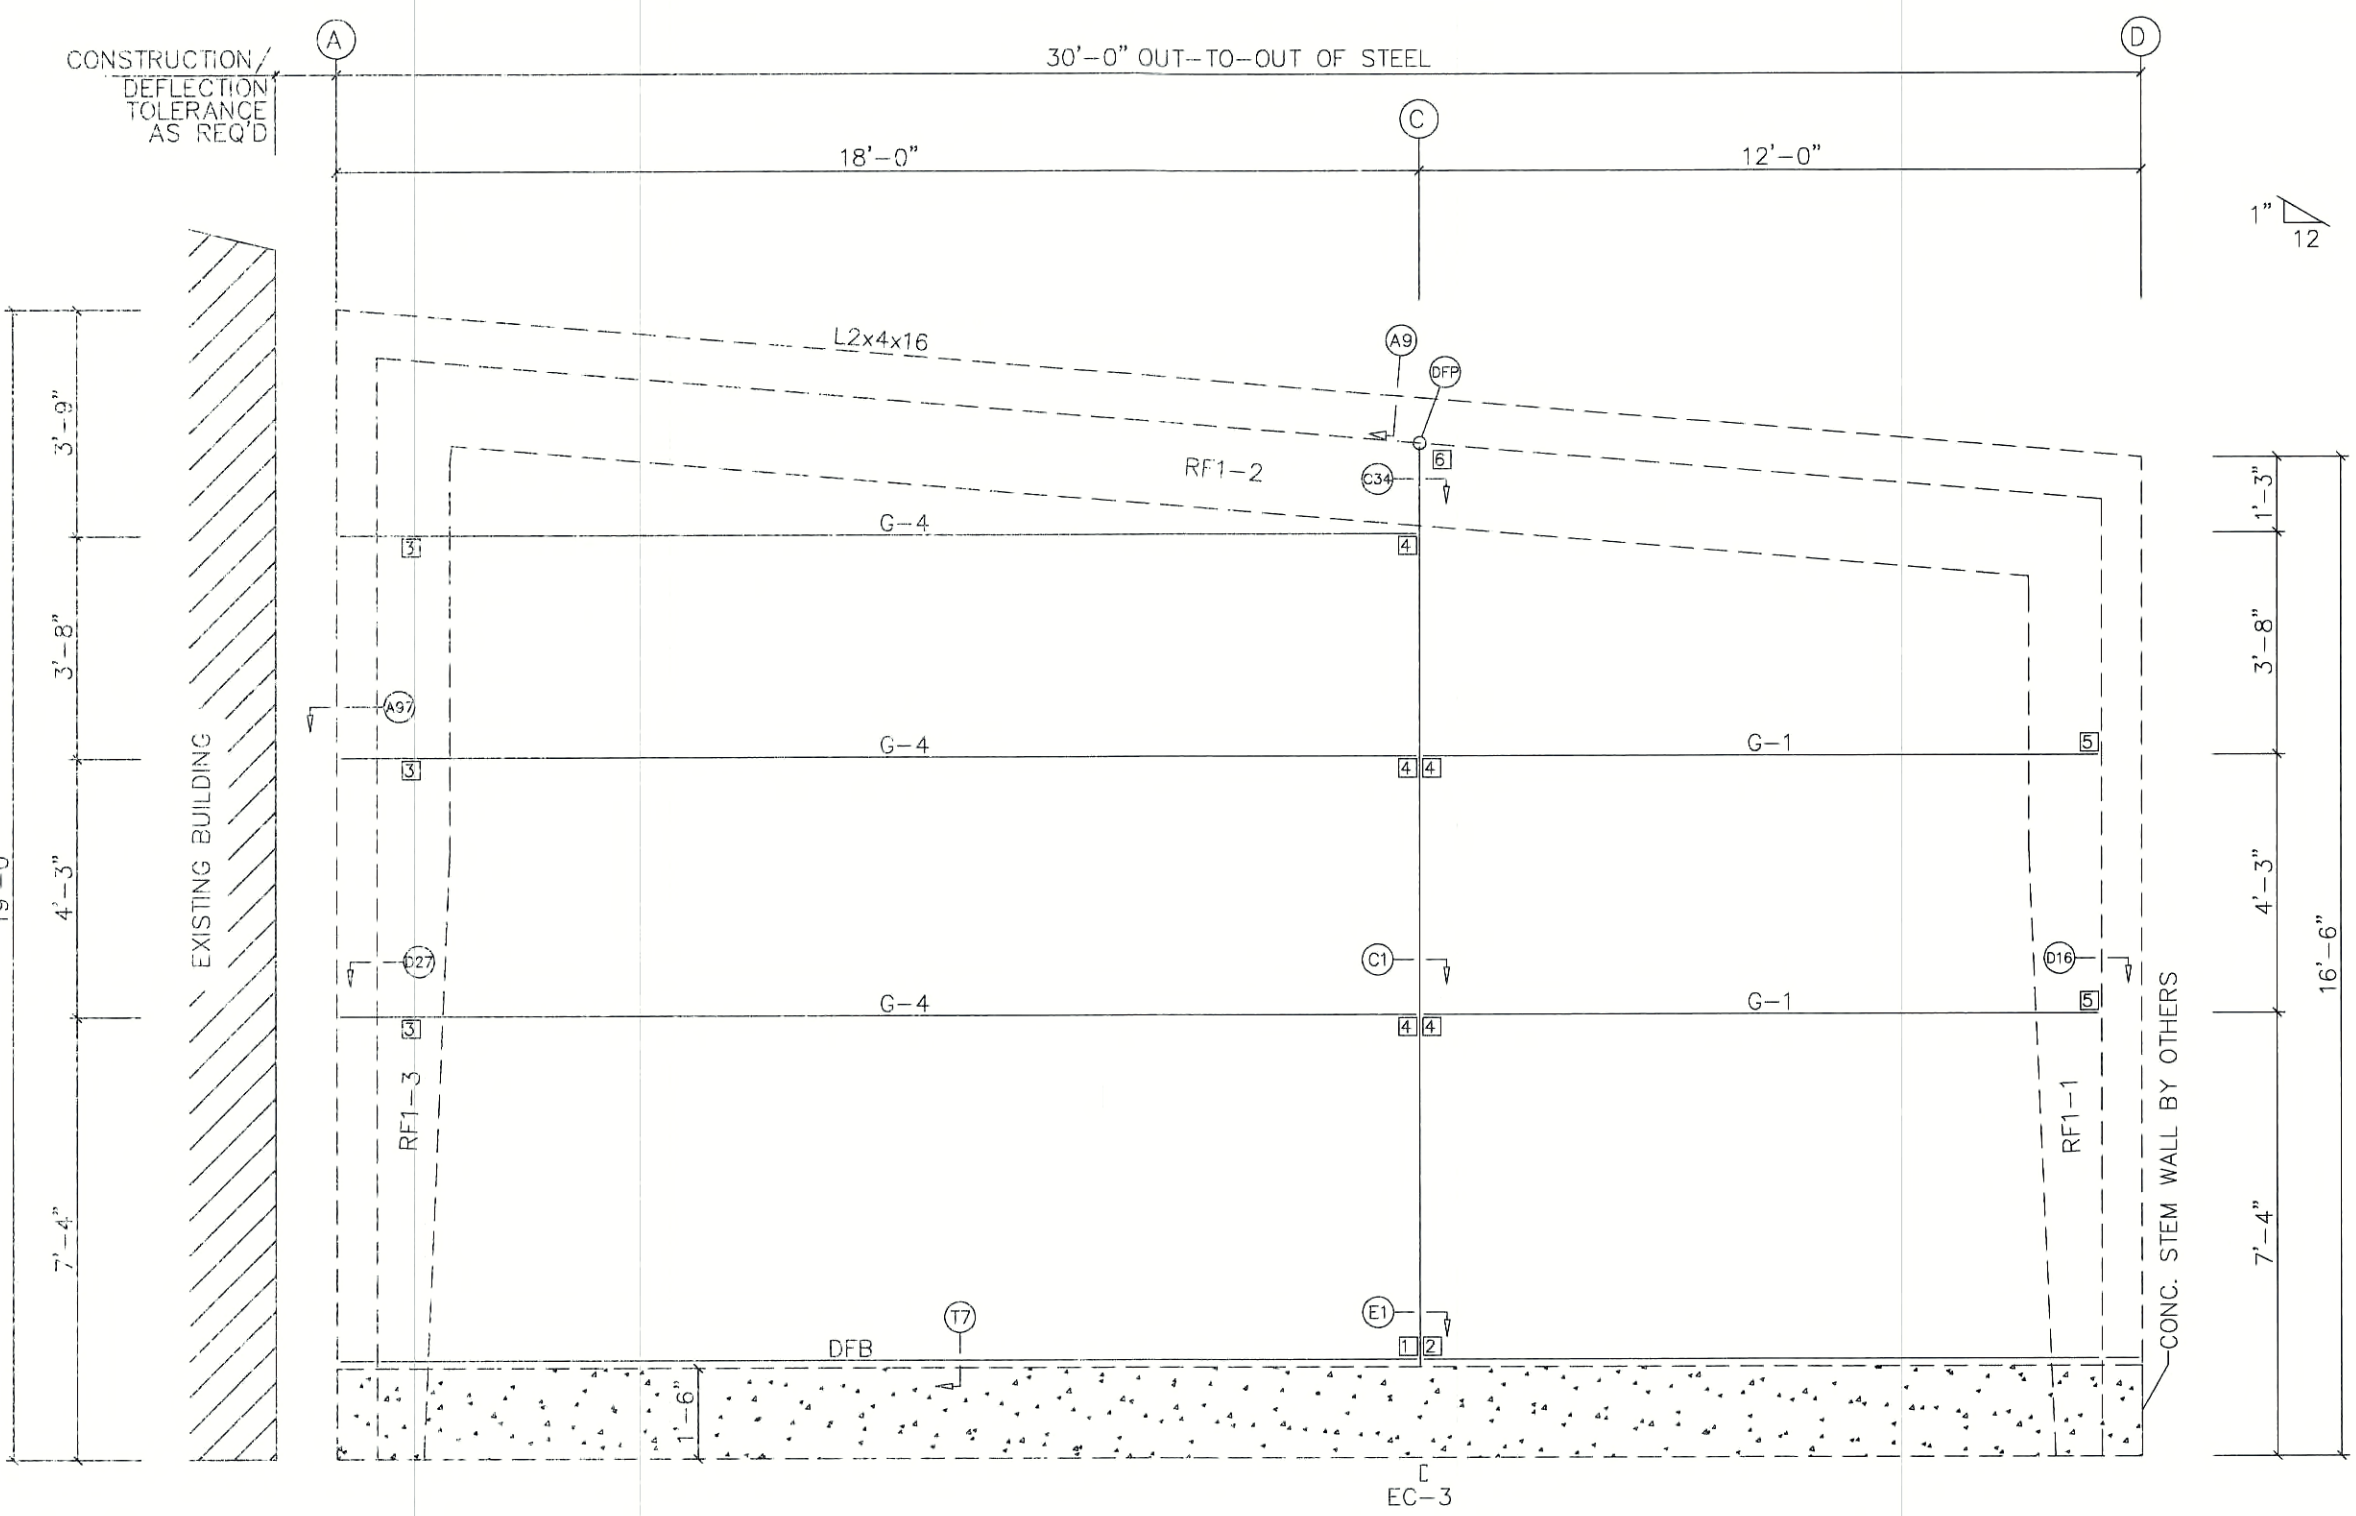 A
D
CONSTRUCTION/
DEFLECTION
TOLERANCE
AS REQ'D
30'-0" OUT-TO-OUT OF STEEL
C
18'-0"
12'-0"
1"
12
L2x4x16
A9
DFP
6
RF1-2
C34
3'-9"
1'-3"
G-4
3
4
3'-8"
3'-8"
A97
EXISTING BUILDING
G-4
G-1
5
3
4
4
4'-3"
4'-3"
16'-6"
D27
C1
D16
G-4
G-1
5
3
4
4
RF1-3
RF1-1
CONC. STEM WALL BY OTHERS
7'-4"
7'-4"
T7
E1
DFB
1
2
1'-6"
EC-3